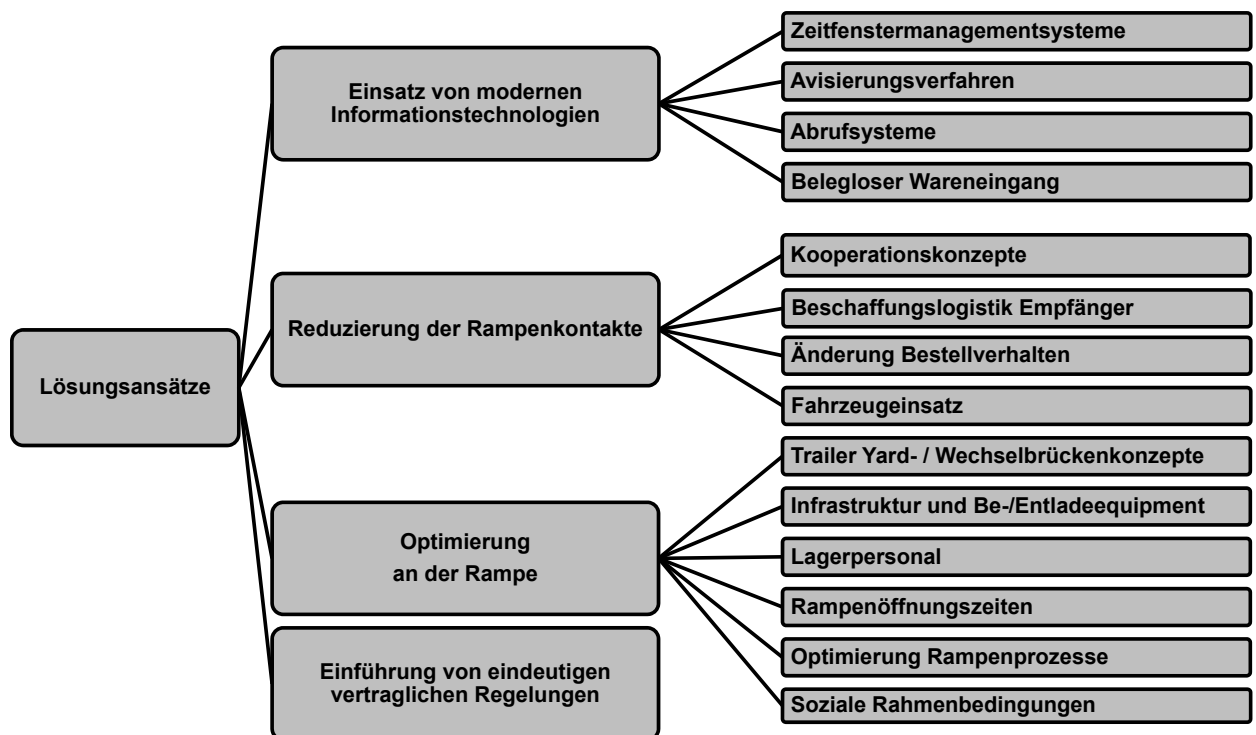 Lösungsansätze
Einsatz von modernen
Informationstechnologien
Zeitfenstermanagementsysteme
Avisierungsverfahren
Abrufsysteme
Belegloser Wareneingang
Reduzierung der Rampenkontakte
Kooperationskonzepte
Beschaffungslogistik Empfänger
Änderung Bestellverhalten
Fahrzeugeinsatz
Optimierung
an der Rampe
Trailer Yard- / Wechselbrückenkonzepte
Infrastruktur und Be-/Entladeequipment
Lagerpersonal
Rampenöffnungszeiten
Optimierung Rampenprozesse
Soziale Rahmenbedingungen
Einführung von eindeutigen
vertraglichen Regelungen